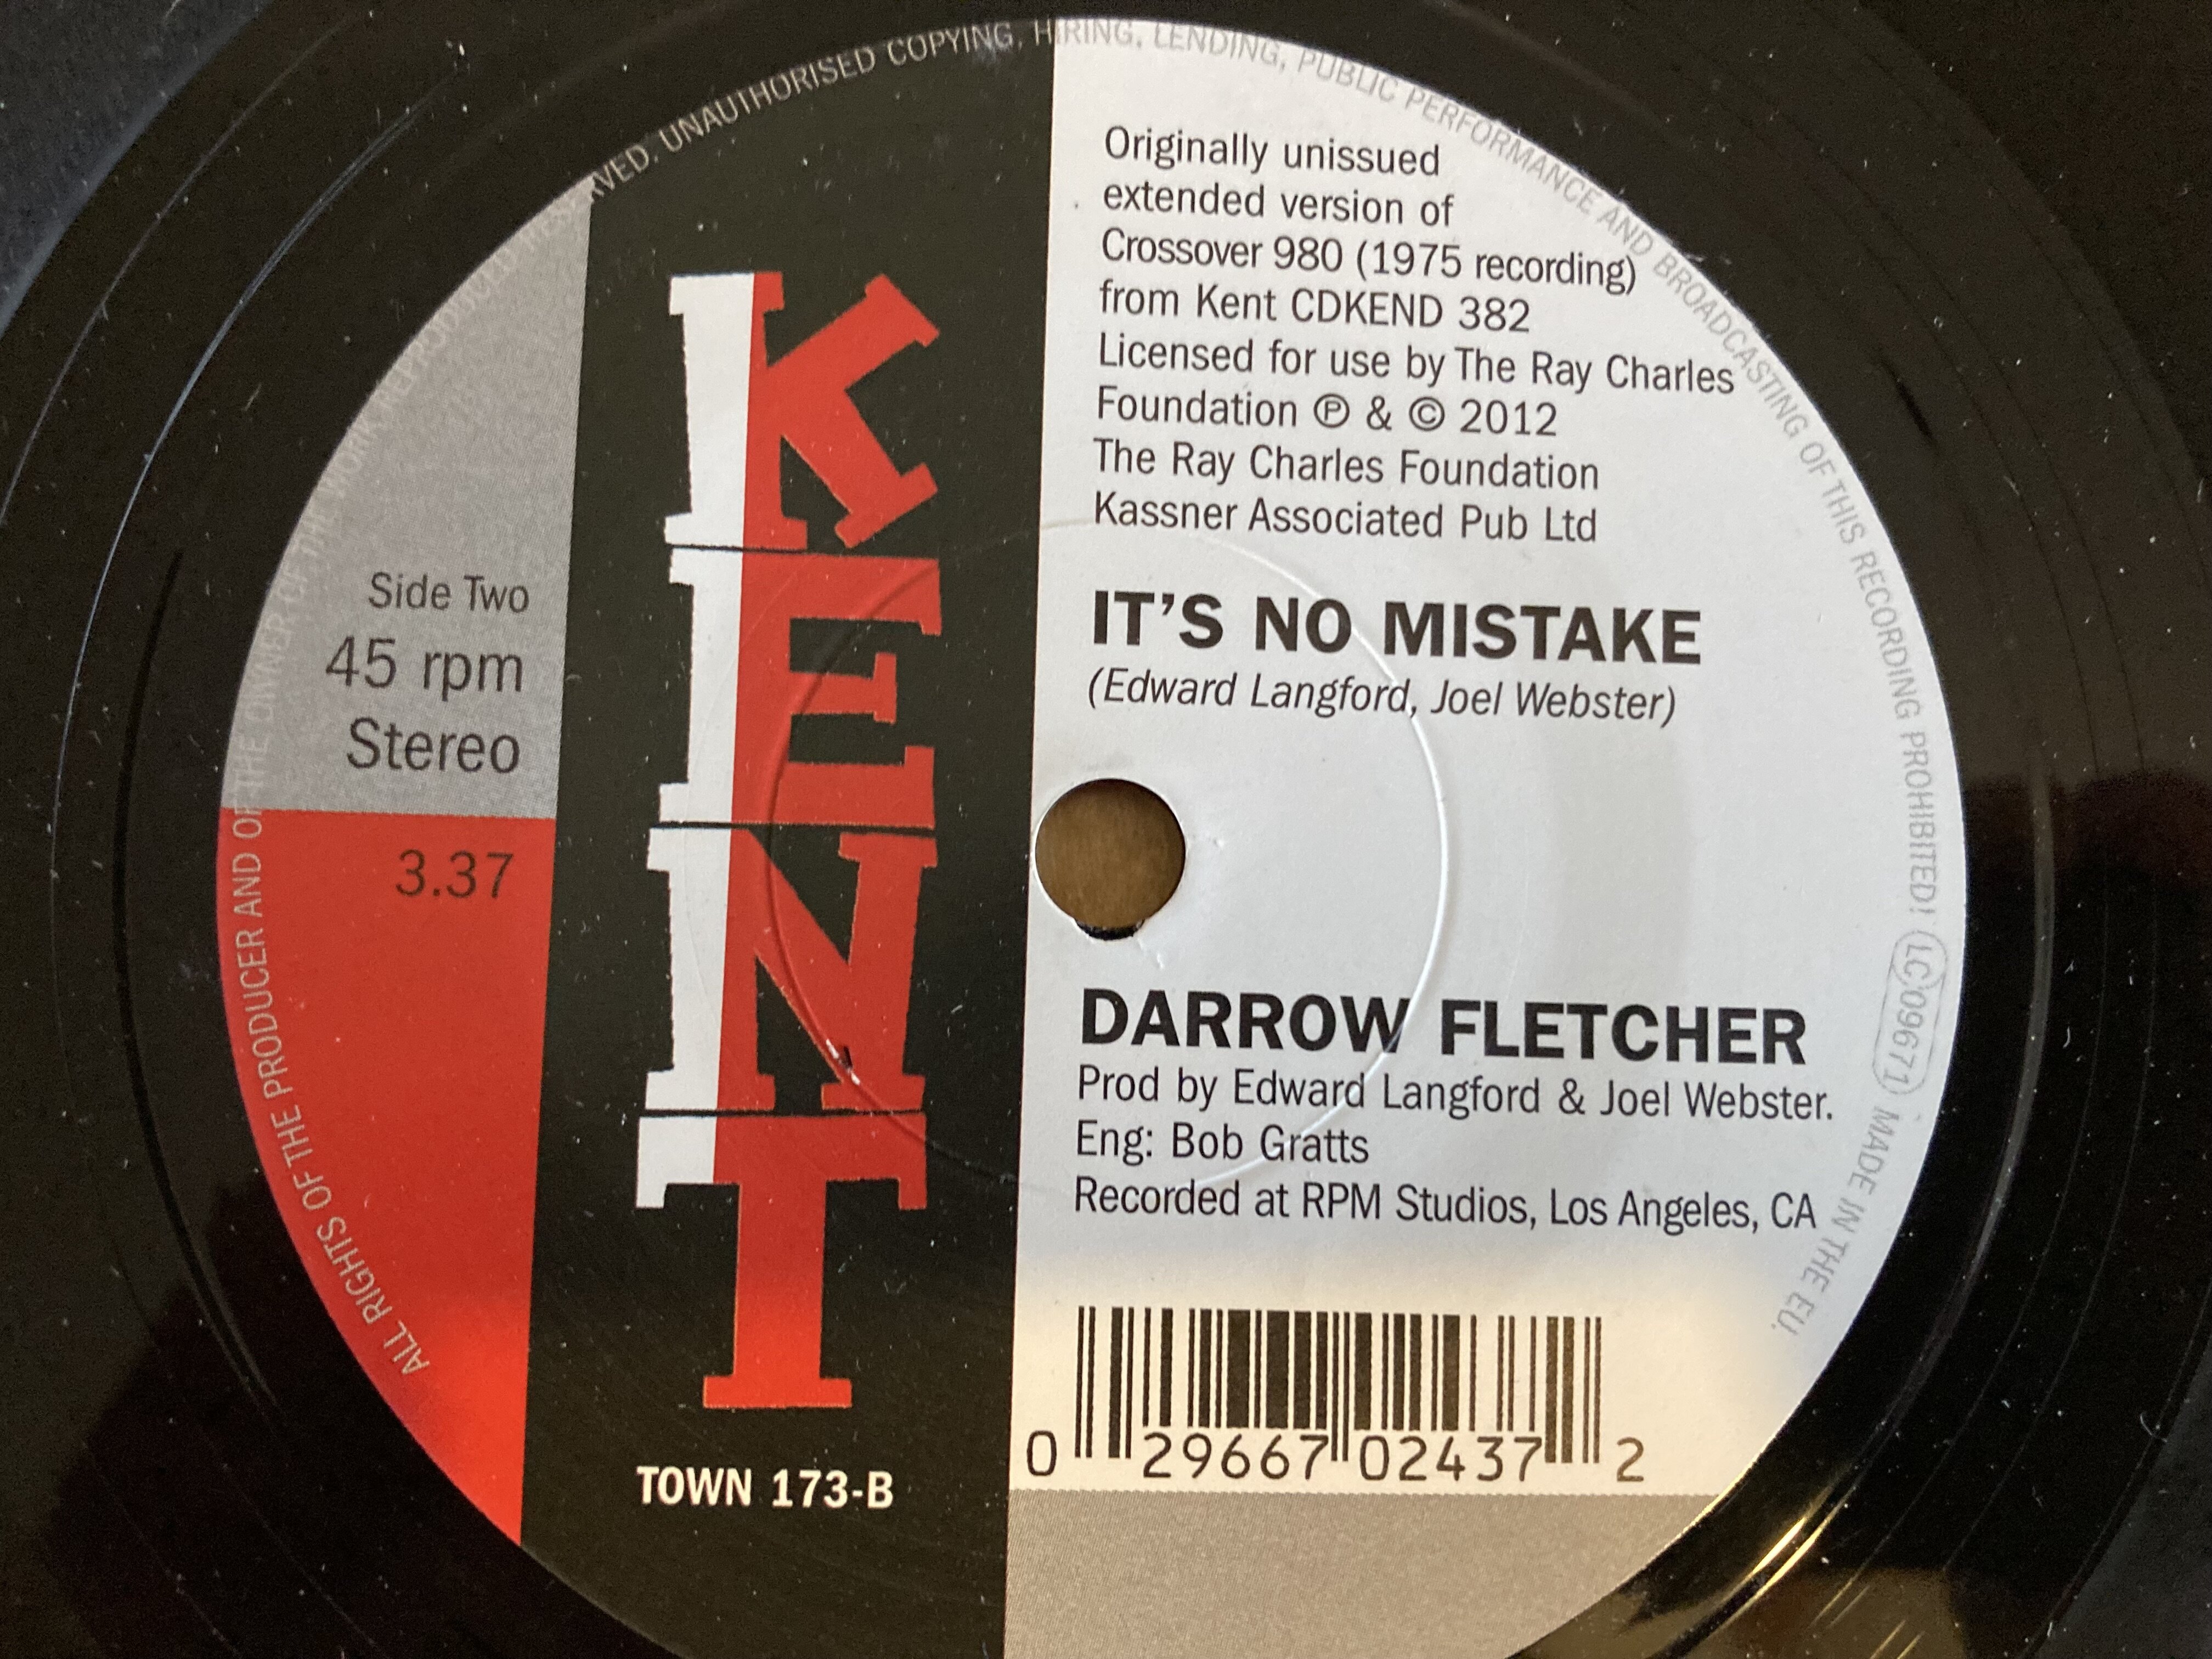 ALL RIGHTS OF THE PRODUCER AND OF THE OWNER OF THE WORK REPRODUCED RESERVED. UNAUTHORISED COPYING, HIRING, LENDING, PUBLIC PERFORMANCE AND BROADCASTING OF THIS RECORDING PROHIBITED! LC 09671 MADE IN THE EU.
Originally unissued
extended version of
Crossover 980 (1975 recording)
from Kent CDKEND 382
Licensed for use by The Ray Charles
Foundation ℗ & © 2012
The Ray Charles Foundation
Kassner Associated Pub Ltd
Side Two
45 rpm
Stereo
3.37
KENT
IT'S NO MISTAKE
(Edward Langford, Joel Webster)
DARROW FLETCHER
Prod by Edward Langford & Joel Webster.
Eng: Bob Gratts
Recorded at RPM Studios, Los Angeles, CA
0 29667 02437 2
TOWN 173-B